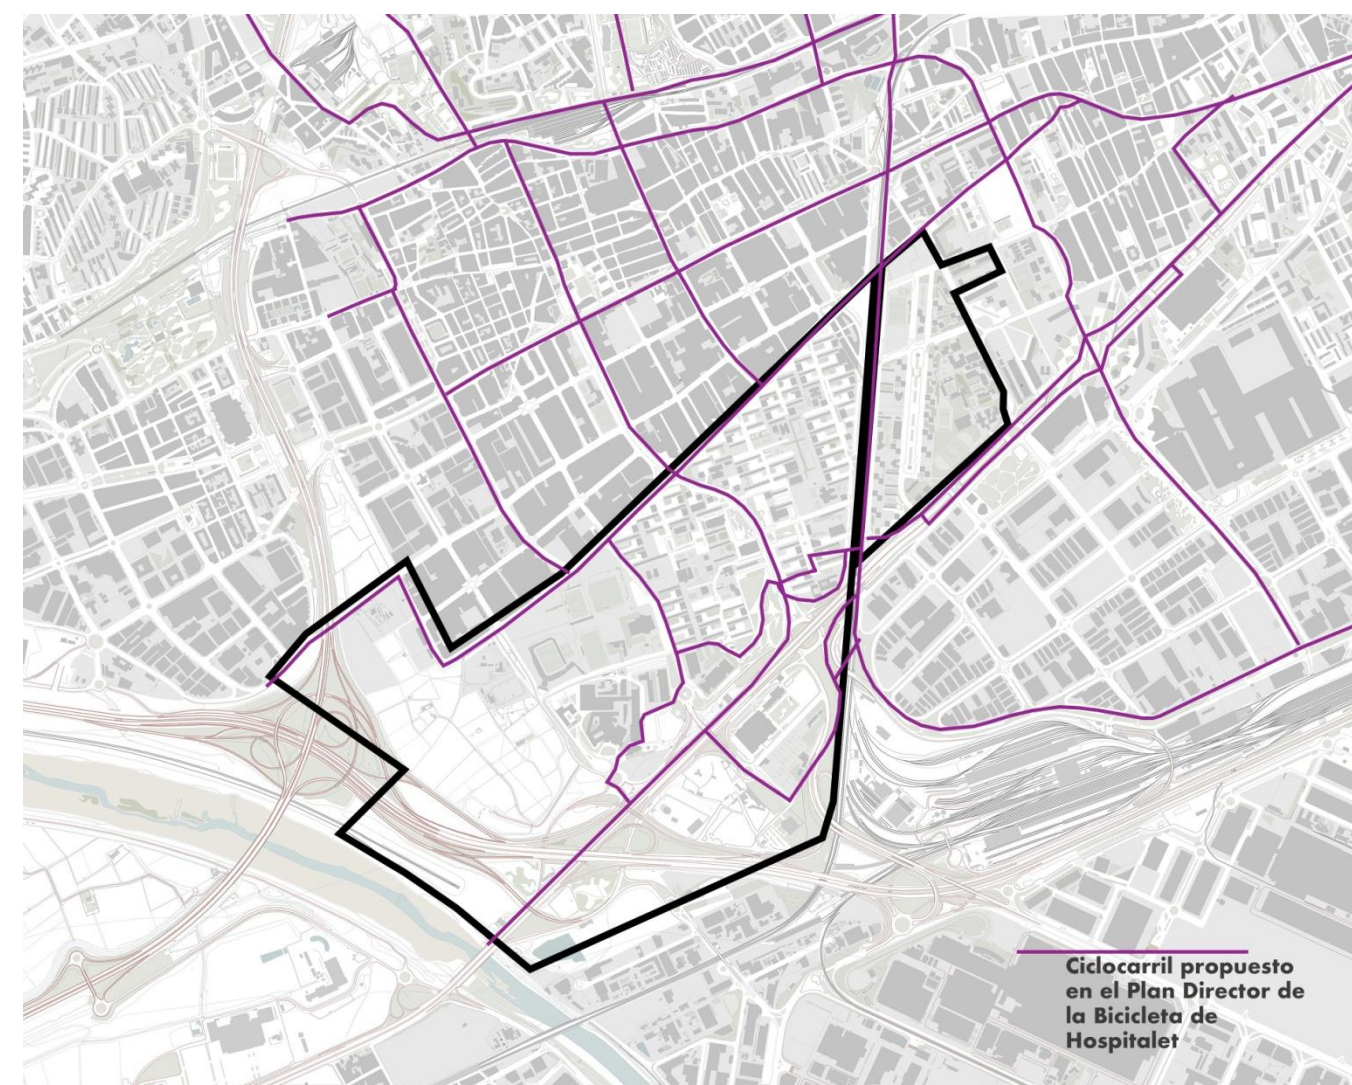 Ciclocarril propuesto
en el Plan Director de
la Bicicleta de
Hospitalet